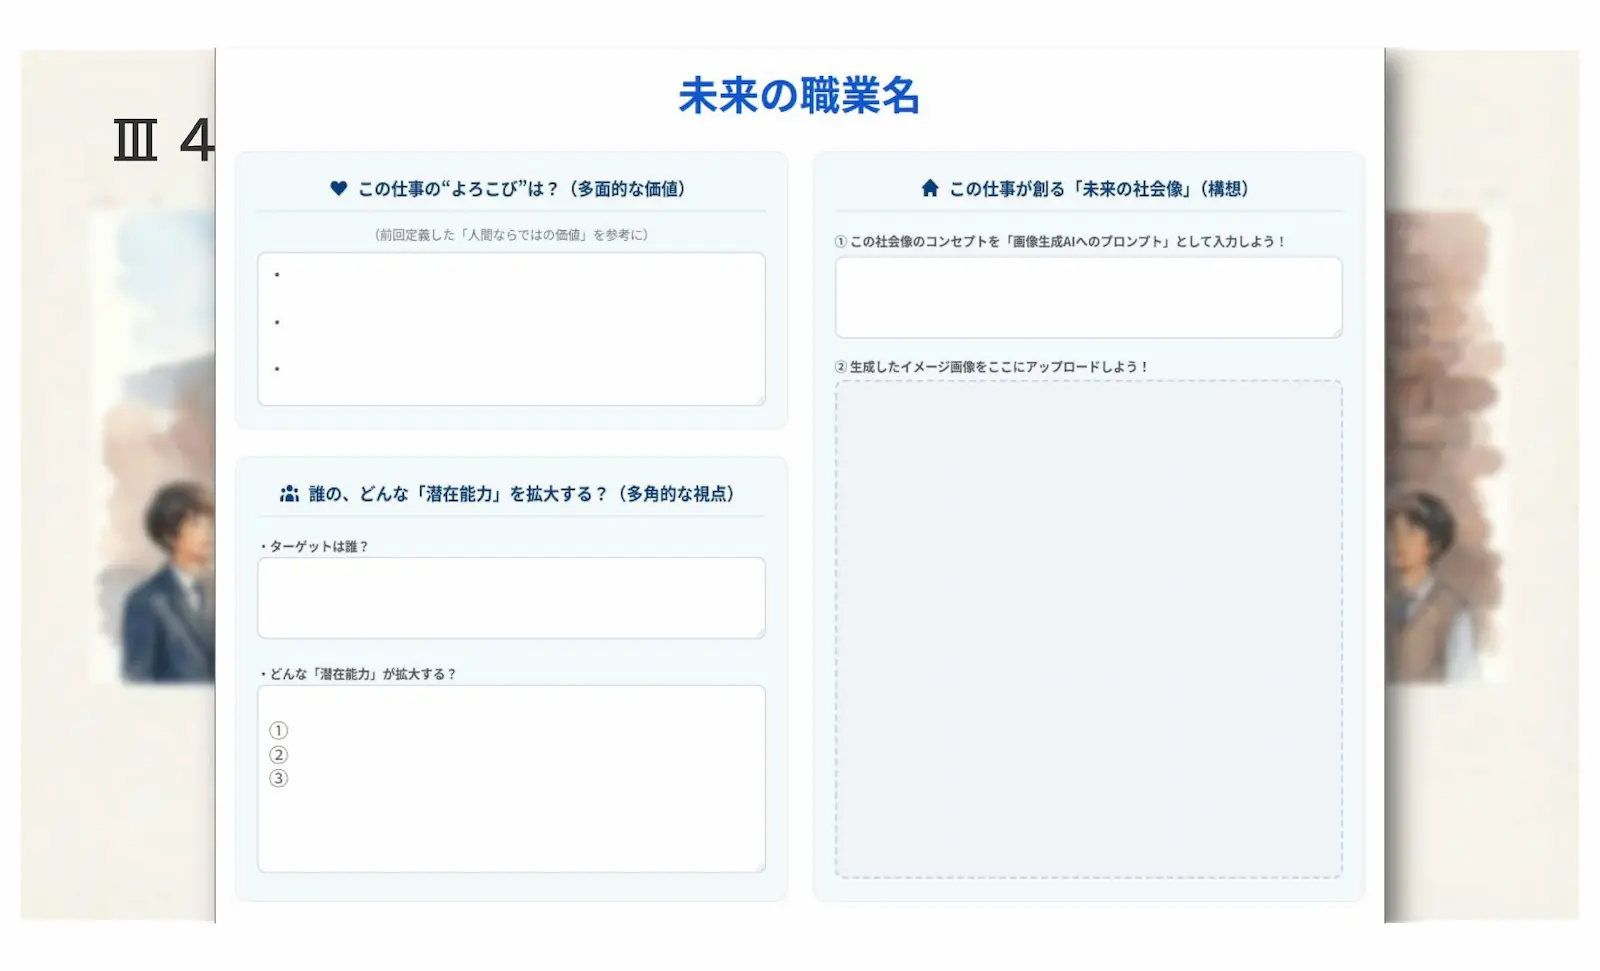 Ⅲ 4
未来の職業名
この仕事の“よろこび”は？（多面的な価値）
（前回定義した「人間ならではの価値」を参考に）
・
・
・
誰の、どんな「潜在能力」を拡大する？（多角的な視点）
・ターゲットは誰？
・どんな「潜在能力」が拡大する？
①
②
③
この仕事が創る「未来の社会像」（構想）
① この社会像のコンセプトを「画像生成AIへのプロンプト」として入力しよう！
② 生成したイメージ画像をここにアップロードしよう！